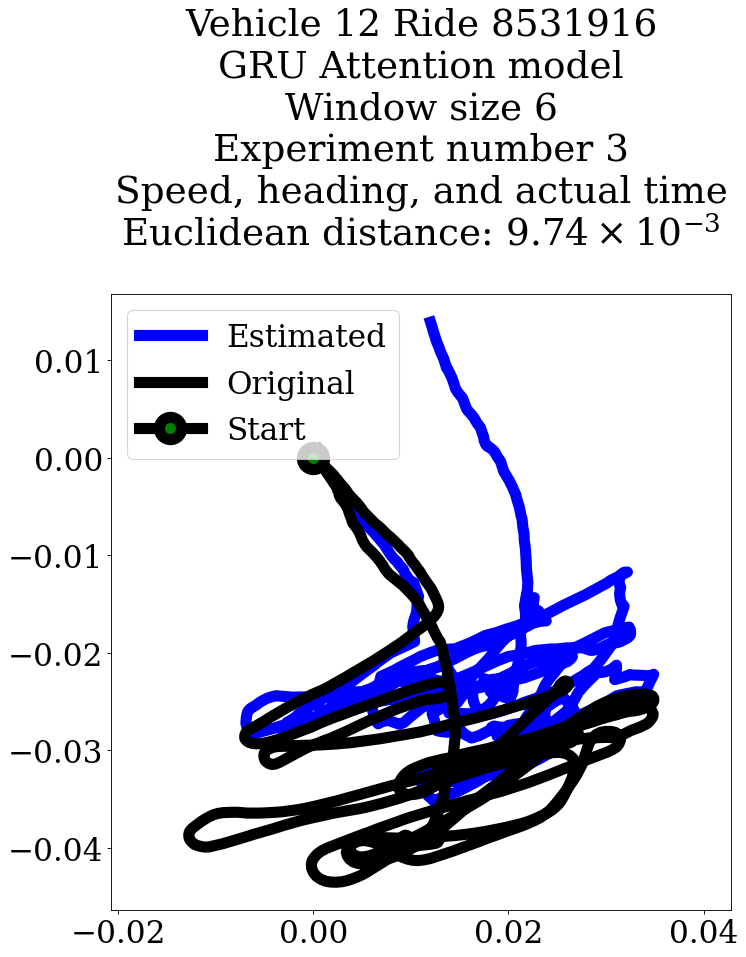 Vehicle 12 Ride 8531916
GRU Attention model
Window size 6
Experiment number 3
Speed, heading, and actual time
Euclidean distance: 9.74 × 10⁻³
Estimated
Original
Start
0.01
0.00
−0.01
−0.02
−0.03
−0.04
−0.02
0.00
0.02
0.04